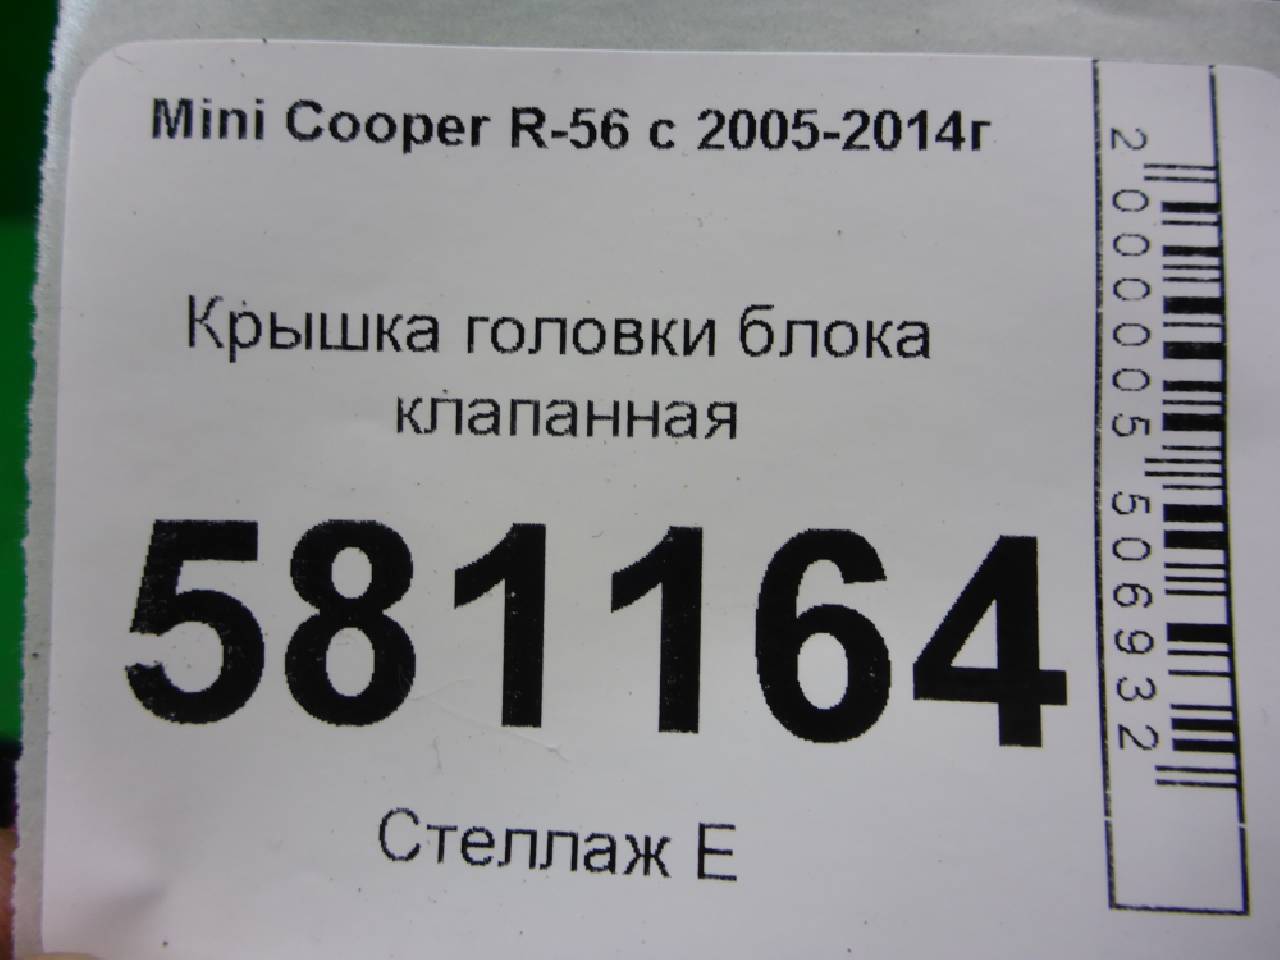 Mini Cooper R-56 с 2005-2014г
Крышка головки блока
клапанная
581164
Стеллаж Е
2000005506932